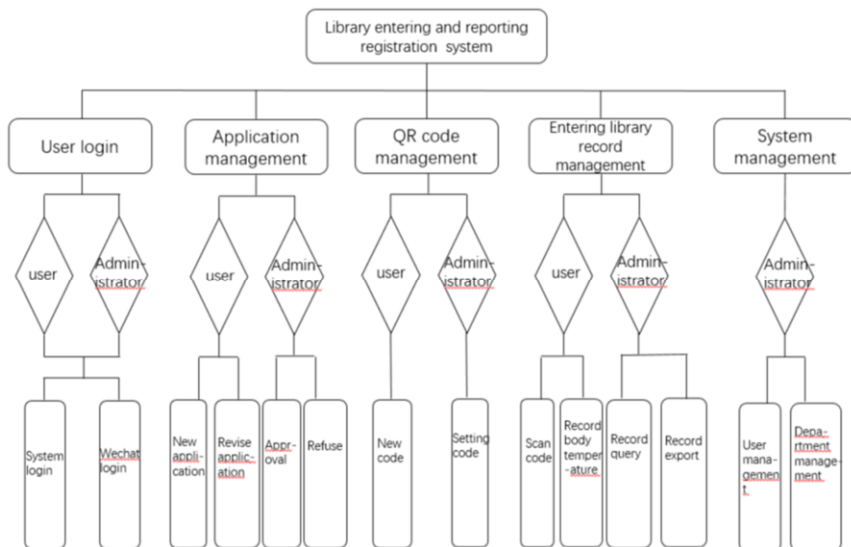 Library entering and reporting
registration system
User login
Application
management
QR code
management
Entering library
record
management
System
management
user
Admin-
istrator
user
Admin-
istrator
user
Admin-
istrator
user
Admin-
istrator
Admin-
istrator
System
login
Wechat
login
New
appli-
cation
Revise
applic-
ation
Appr-
oval
Refuse
New
code
Setting
code
Scan
code
Record
body
temper
-ature
Record
query
Record
export
User
mana-
gemen
t
Depa-
rtment
manage-
ment